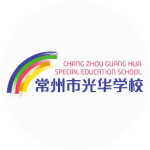 CHANG ZHOU GUANG HUA
SPECIAL EDUCATION SCHOOL
常州市光华学校